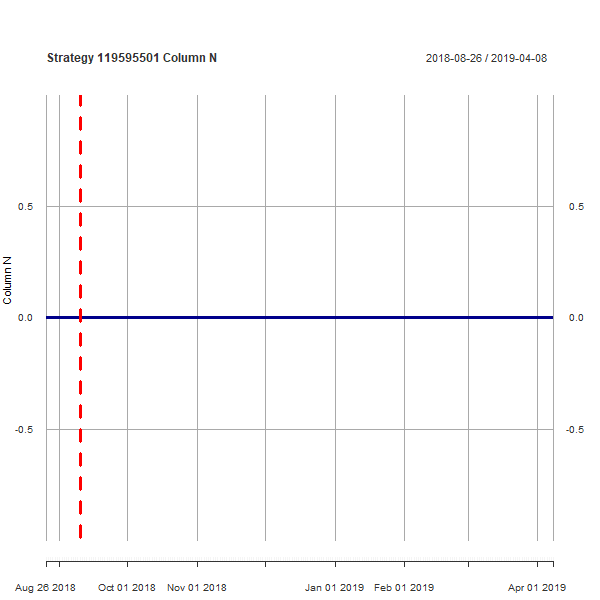 Strategy 119595501 Column N
2018-08-26 / 2019-04-08
0.5
0.5
Column N
0.0
0.0
-0.5
-0.5
Aug 26 2018
Oct 01 2018
Nov 01 2018
Jan 01 2019
Feb 01 2019
Apr 01 2019